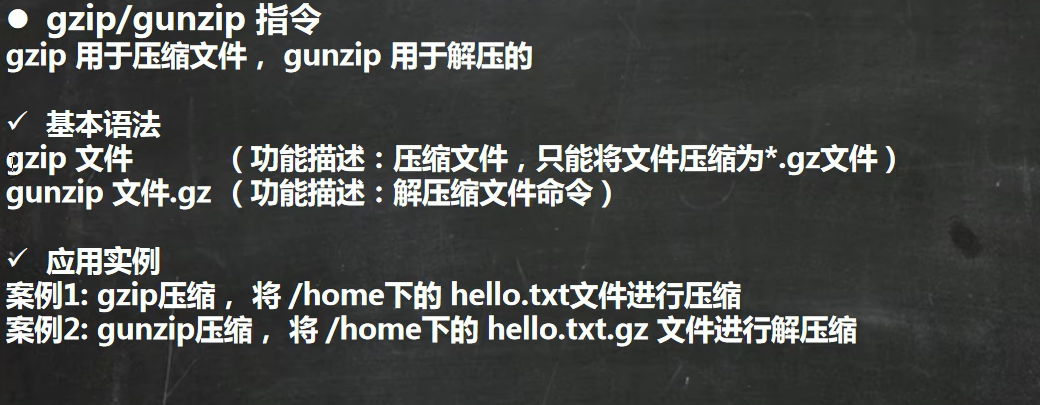 ● gzip/gunzip 指令
gzip 用于压缩文件， gunzip 用于解压的
✓ 基本语法
gzip 文件 （功能描述：压缩文件，只能将文件压缩为*.gz文件）
gunzip 文件.gz （功能描述：解压缩文件命令）
✓ 应用实例
案例1: gzip压缩， 将 /home下的 hello.txt文件进行压缩
案例2: gunzip压缩， 将 /home下的 hello.txt.gz 文件进行解压缩